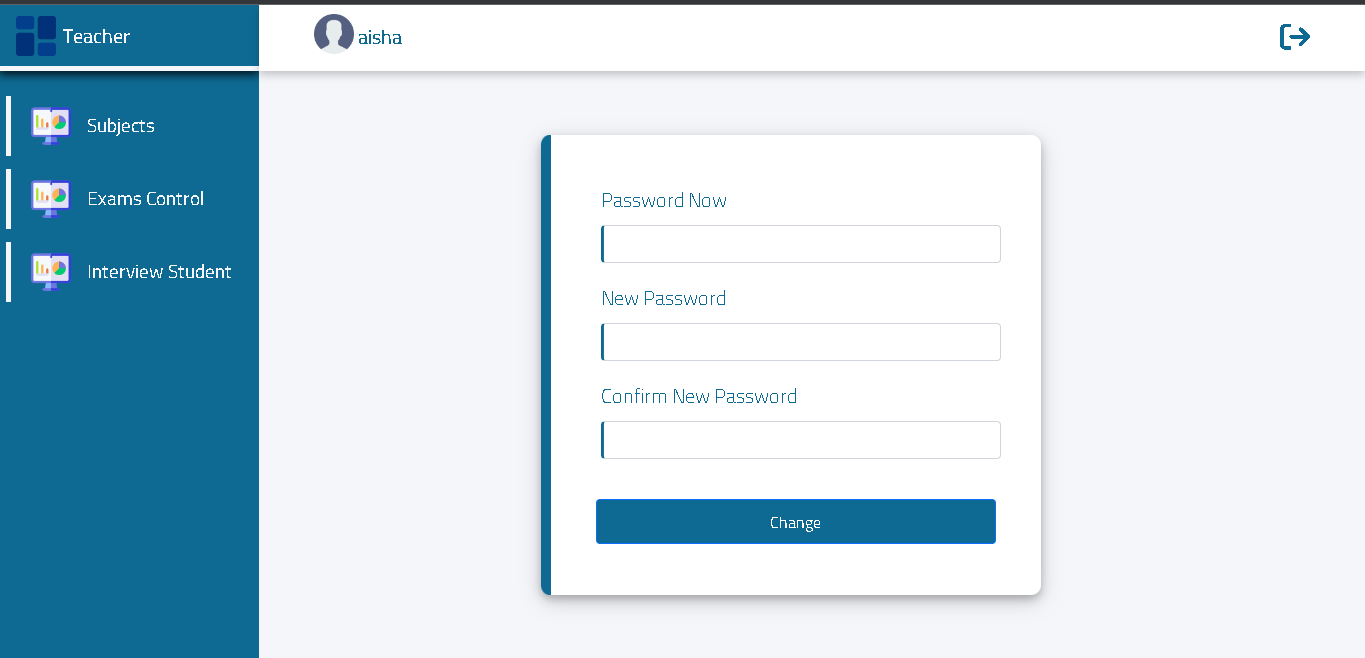 Teacher
aisha
Subjects
Exams Control
Interview Student
Password Now
New Password
Confirm New Password
Change